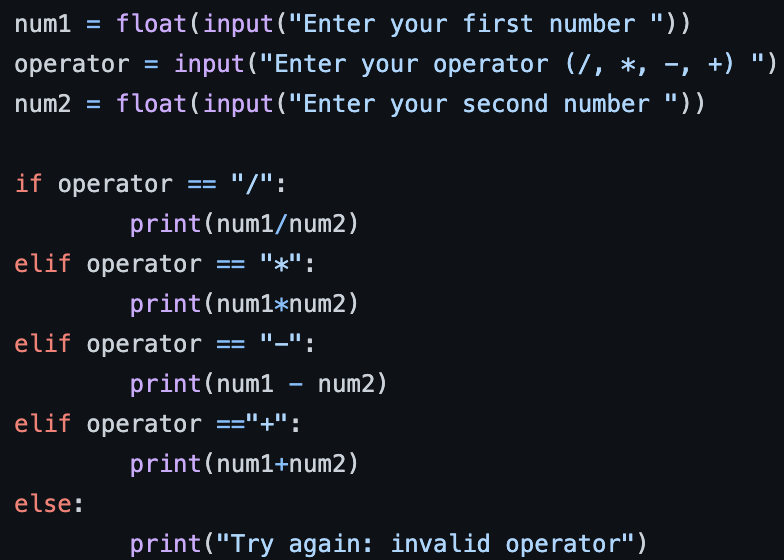 num1 = float(input("Enter your first number "))
operator = input("Enter your operator (/, *, -, +) ")
num2 = float(input("Enter your second number "))

if operator == "/":
        print(num1/num2)
elif operator == "*":
        print(num1*num2)
elif operator == "-":
        print(num1 - num2)
elif operator =="+":
        print(num1+num2)
else:
        print("Try again: invalid operator")